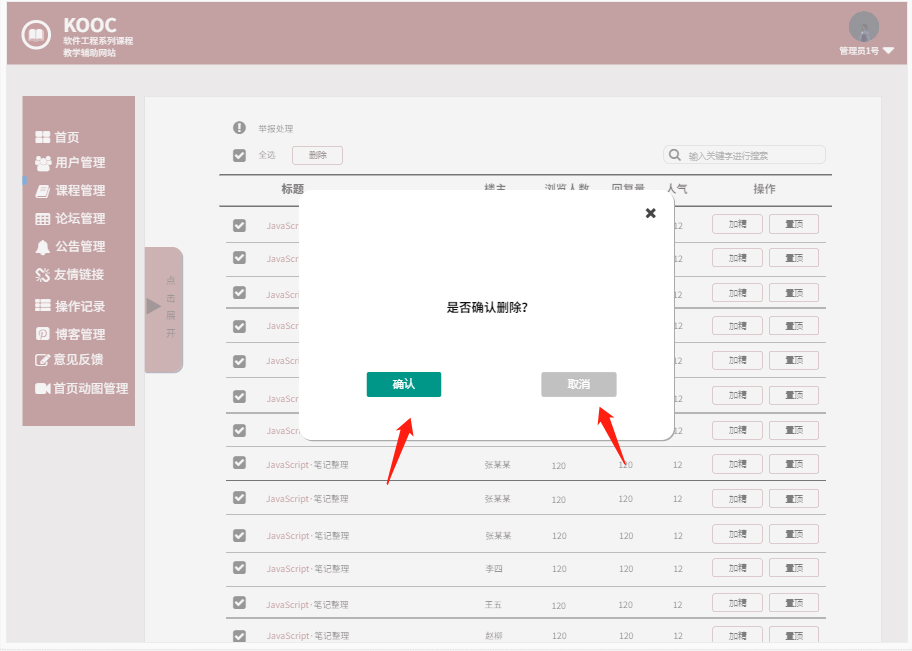 KOOC
软件工程系列课程
教学辅助网站
管理员1号
首页
用户管理
课程管理
论坛管理
公告管理
友情链接
操作记录
博客管理
意见反馈
首页动图管理
点击展开
举报处理
全选 删除 输入关键字进行搜索
标题 楼主 浏览人数 回复量 人气 操作
JavaScr 12 加精 置顶
JavaScr 12 加精 置顶
JavaScr 12 加精 置顶
JavaScr 12 加精 置顶
JavaScr 12 加精 置顶
JavaScr 12 加精 置顶
JavaScr 12 加精 置顶
是否确认删除?
确认 取消
JavaScript·笔记整理 张某某 120 120 12 加精 置顶
JavaScript·笔记整理 张某某 120 120 12 加精 置顶
JavaScript·笔记整理 张某某 120 120 12 加精 置顶
JavaScript·笔记整理 李四 120 120 12 加精 置顶
JavaScript·笔记整理 王五 120 120 12 加精 置顶
JavaScript·笔记整理 赵柳 120 120 12 加精 置顶